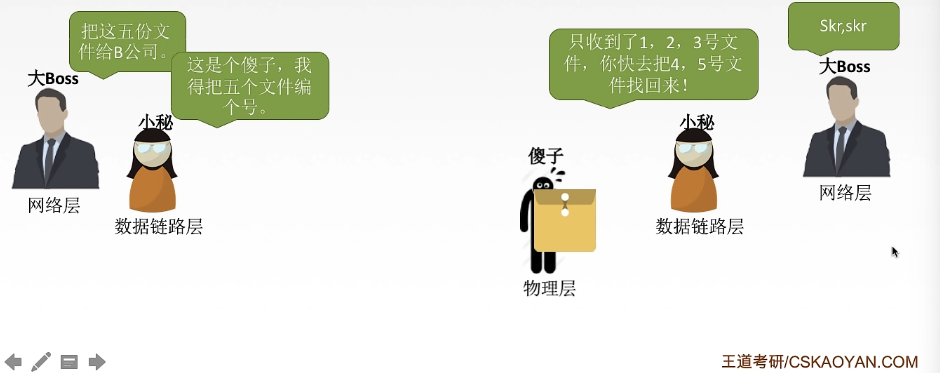 把这五份文
件给B公司。
大Boss
这是个傻子，我
得把五个文件编
个号。
小秘
网络层
数据链路层
只收到了1，2，3号文
件，你快去把4，5号文
件找回来！
Skr,skr
大Boss
小秘
傻子
网络层
数据链路层
物理层
王道考研/CSKAOYAN.COM